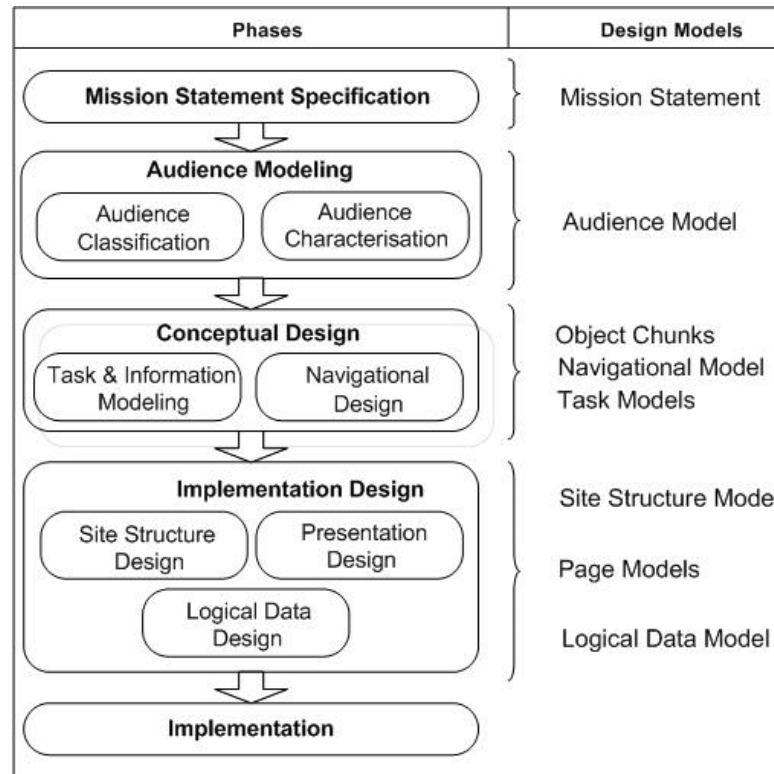 Phases
Design Models
Mission Statement Specification
Mission Statement
Audience Modeling
Audience
Classification
Audience
Characterisation
Audience Model
Conceptual Design
Task & Information
Modeling
Navigational
Design
Object Chunks
Navigational Model
Task Models
Implementation Design
Site Structure
Design
Presentation
Design
Logical Data
Design
Site Structure Mode
Page Models
Logical Data Model
Implementation